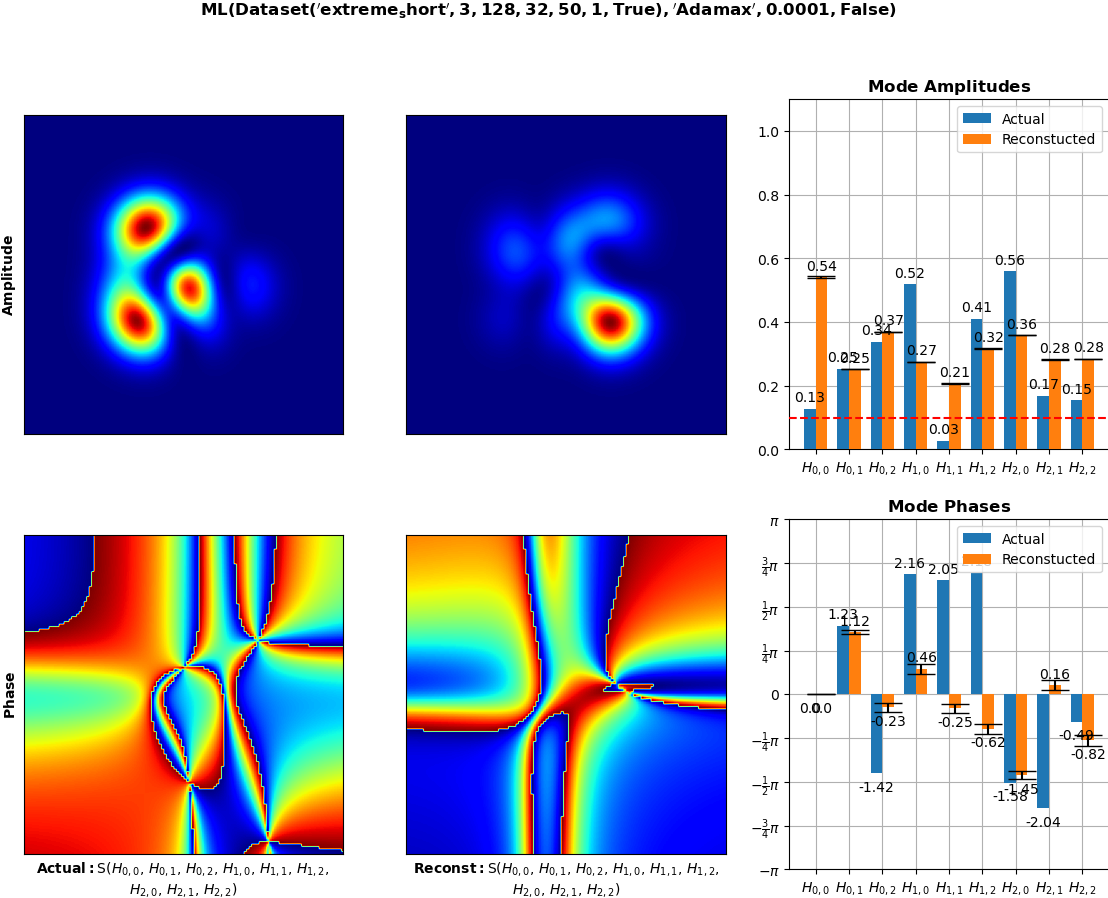 ML(Dataset('extreme_short', 3, 128, 32, 50, 1, True), 'Adamax', 0.0001, False)
Amplitude
Mode Amplitudes
Actual
Reconstucted
1.0
0.8
0.6
0.4
0.2
0.0
0.13
0.54
0.25
0.25
0.34
0.37
0.52
0.27
0.03
0.21
0.41
0.32
0.56
0.36
0.17
0.28
0.15
0.28
H0,0 H0,1 H0,2 H1,0 H1,1 H1,2 H2,0 H2,1 H2,2
Phase
Mode Phases
Actual
Reconstucted
π
3/4π
1/2π
1/4π
0
−1/4π
−1/2π
−3/4π
−π
0.0
0.0
1.23
1.12
-1.42
-0.23
2.16
0.46
2.05
-0.25
-0.62
-1.58
-1.45
-2.04
0.16
-0.49
-0.82
H0,0 H0,1 H0,2 H1,0 H1,1 H1,2 H2,0 H2,1 H2,2
Actual: S(H0,0, H0,1, H0,2, H1,0, H1,1, H1,2,
H2,0, H2,1, H2,2)
Reconst: S(H0,0, H0,1, H0,2, H1,0, H1,1, H1,2,
H2,0, H2,1, H2,2)